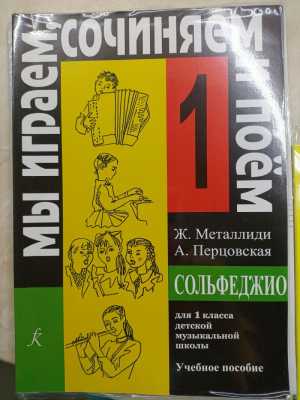 МЫ ИГРАЕМ
СОЧИНЯЕМ
И ПОЁМ
1
Ж. Металлиди
А. Перцовская
СОЛЬФЕДЖИО
для 1 класса
детской
музыкальной
школы
Учебное пособие